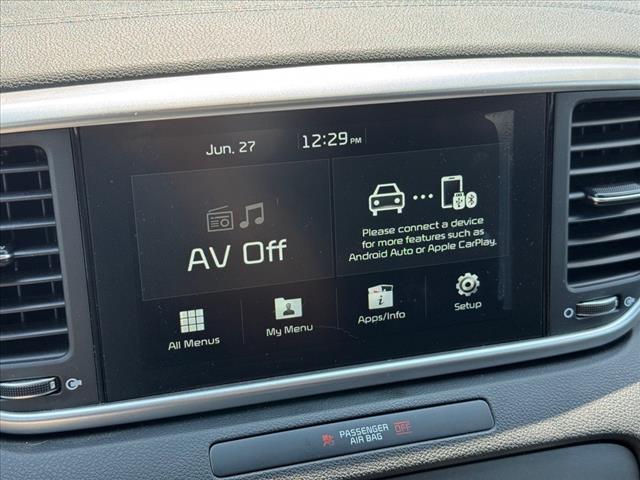 Jun. 27
12:29 PM
AV Off
Please connect a device
for more features such as
Android Auto or Apple CarPlay.
All Menus
My Menu
Apps/Info
Setup
PASSENGER
AIR BAG
OFF